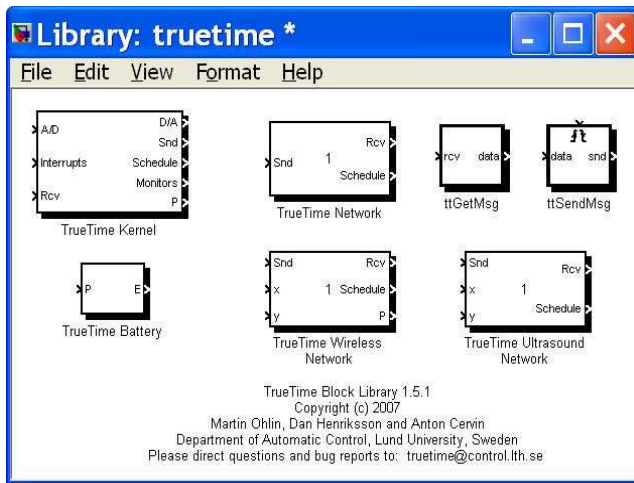 Library: truetime *
File Edit View Format Help
A/D
Interrupts
Rcv
D/A
Snd
Schedule
Monitors
P
TrueTime Kernel
Snd
1
Rcv
Schedule
TrueTime Network
rcv data
ttGetMsg
data snd
ttSendMsg
P E
TrueTime Battery
Snd
x
y
1
Rcv
Schedule
P
TrueTime Wireless
Network
Snd
x
y
1
Rcv
Schedule
TrueTime Ultrasound
Network
TrueTime Block Library 1.5.1
Copyright (c) 2007
Martin Ohlin, Dan Henriksson and Anton Cervin
Department of Automatic Control, Lund University, Sweden
Please direct questions and bug reports to: truetime@control.lth.se